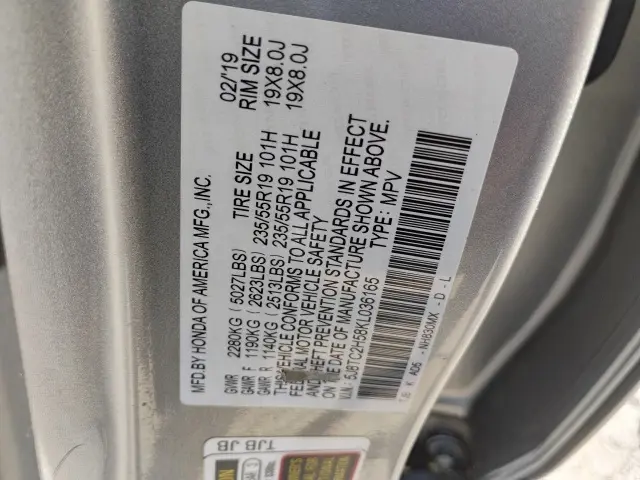 MFD.BY HONDA OF AMERICA MFG.,INC. 02/19
GVWR 2280KG (5027LBS) TIRE SIZE RIM SIZE
GAWR F 1190KG (2623LBS) 235/55R19 101H 19X8.0J
GAWR R 1140KG (2513LBS) 235/55R19 101H 19X8.0J
THIS VEHICLE CONFORMS TO ALL APPLICABLE
FEDERAL MOTOR VEHICLE SAFETY
AND THEFT PREVENTION STANDARDS IN EFFECT
ON THE DATE OF MANUFACTURE SHOWN ABOVE.
V.I.N.: 5J8TC2H58KL036165 TYPE: MPV
TJB K A06 -NH830MX -D -L
TJB JB